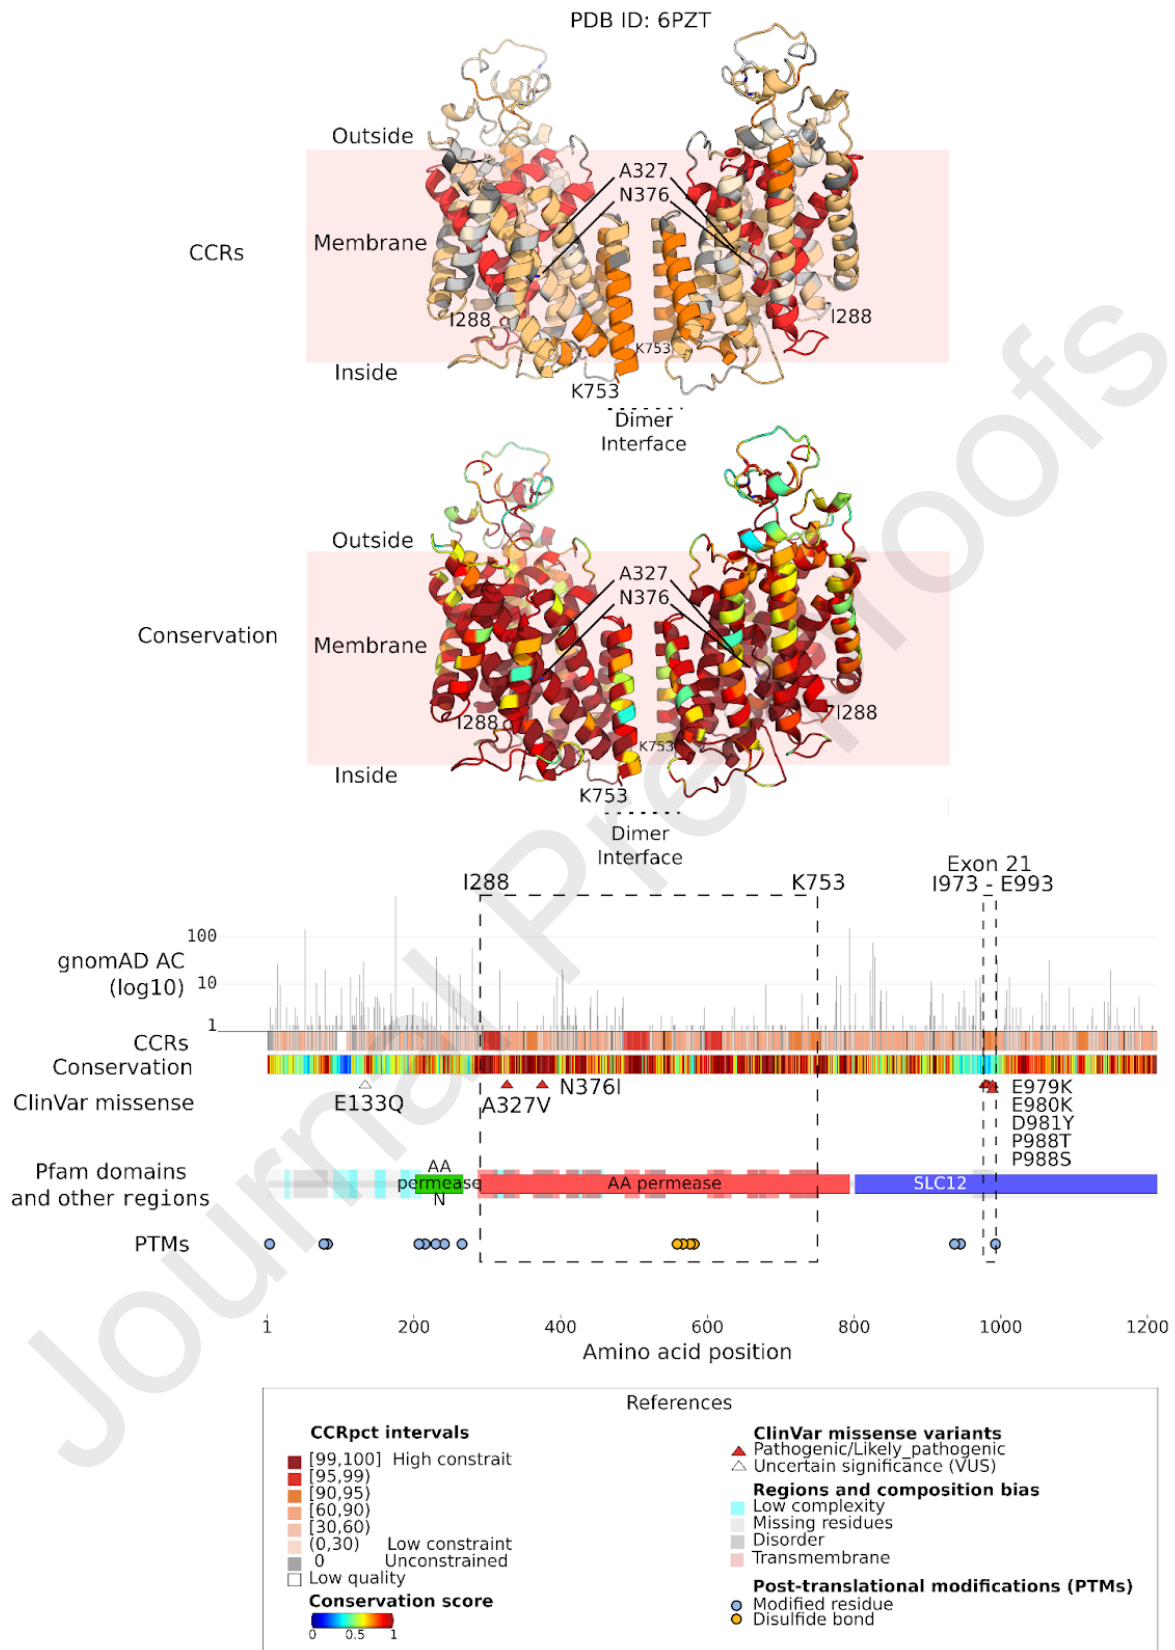 PDB ID: 6PZT
Outside
A327
N376
CCRs
Membrane
I288
I288
K753
Inside
K753
Dimer
Interface
Outside
A327
N376
Conservation
Membrane
I288
7I288
K753
Inside
K753
Dimer
Interface
Exon 21
I288
K753
I973 - E993
100
gnomAD AC
(log10)
10
1
CCRs
Conservation
ClinVar missense
E133Q
A327V
N376I
E979K
E980K
D981Y
P988T
P988S
Pfam domains
and other regions
AA
permease
N
AA permease
SLC12
PTMs
1
200
400
600
800
1000
1200
Amino acid position
References
CCRpct intervals
[99,100] High constrait
[95,99)
[90,95)
[60,90)
[30,60)
(0,30) Low constraint
0 Unconstrained
Low quality
Conservation score
0 0.5 1
ClinVar missense variants
Pathogenic/Likely_pathogenic
Uncertain significance (VUS)
Regions and composition bias
Low complexity
Missing residues
Disorder
Transmembrane
Post-translational modifications (PTMs)
Modified residue
Disulfide bond
Journal Pre-proofs